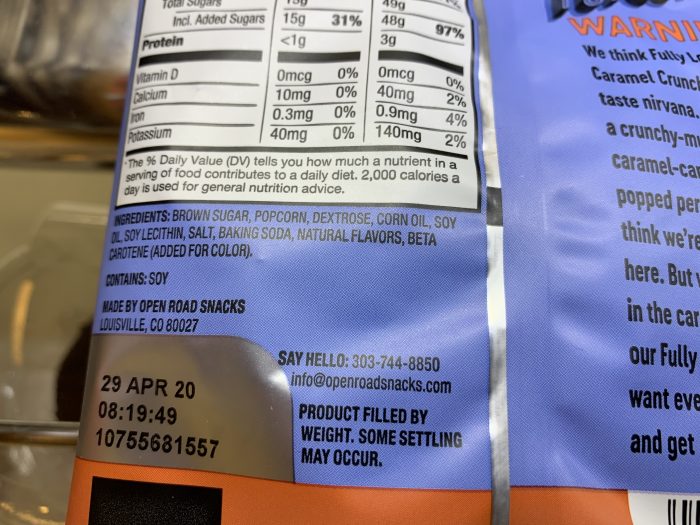 Total Sugars 15g 49g
Incl. Added Sugars 15g 31% 48g 97%
Protein <1g 3g
Vitamin D 0mcg 0% 0mcg 0%
Calcium 10mg 0% 40mg 2%
Iron 0.3mg 0% 0.9mg 4%
Potassium 40mg 0% 140mg 2%
*The % Daily Value (DV) tells you how much a nutrient in a
serving of food contributes to a daily diet. 2,000 calories a
day is used for general nutrition advice.
INGREDIENTS: BROWN SUGAR, POPCORN, DEXTROSE, CORN OIL, SOY
OIL, SOY LECITHIN, SALT, BAKING SODA, NATURAL FLAVORS, BETA
CAROTENE (ADDED FOR COLOR).
CONTAINS: SOY
MADE BY OPEN ROAD SNACKS
LOUISVILLE, CO 80027
29 APR 20
08:19:49
10755681557
SAY HELLO: 303-744-8850
info@openroadsnacks.com
PRODUCT FILLED BY
WEIGHT. SOME SETTLING
MAY OCCUR.
WARNI
We think Fully L
Caramel Crunch
taste nirvana.
a crunchy-m
caramel-ca
popped per
think we're
here. But
in the car
our Fully
want eve
and get